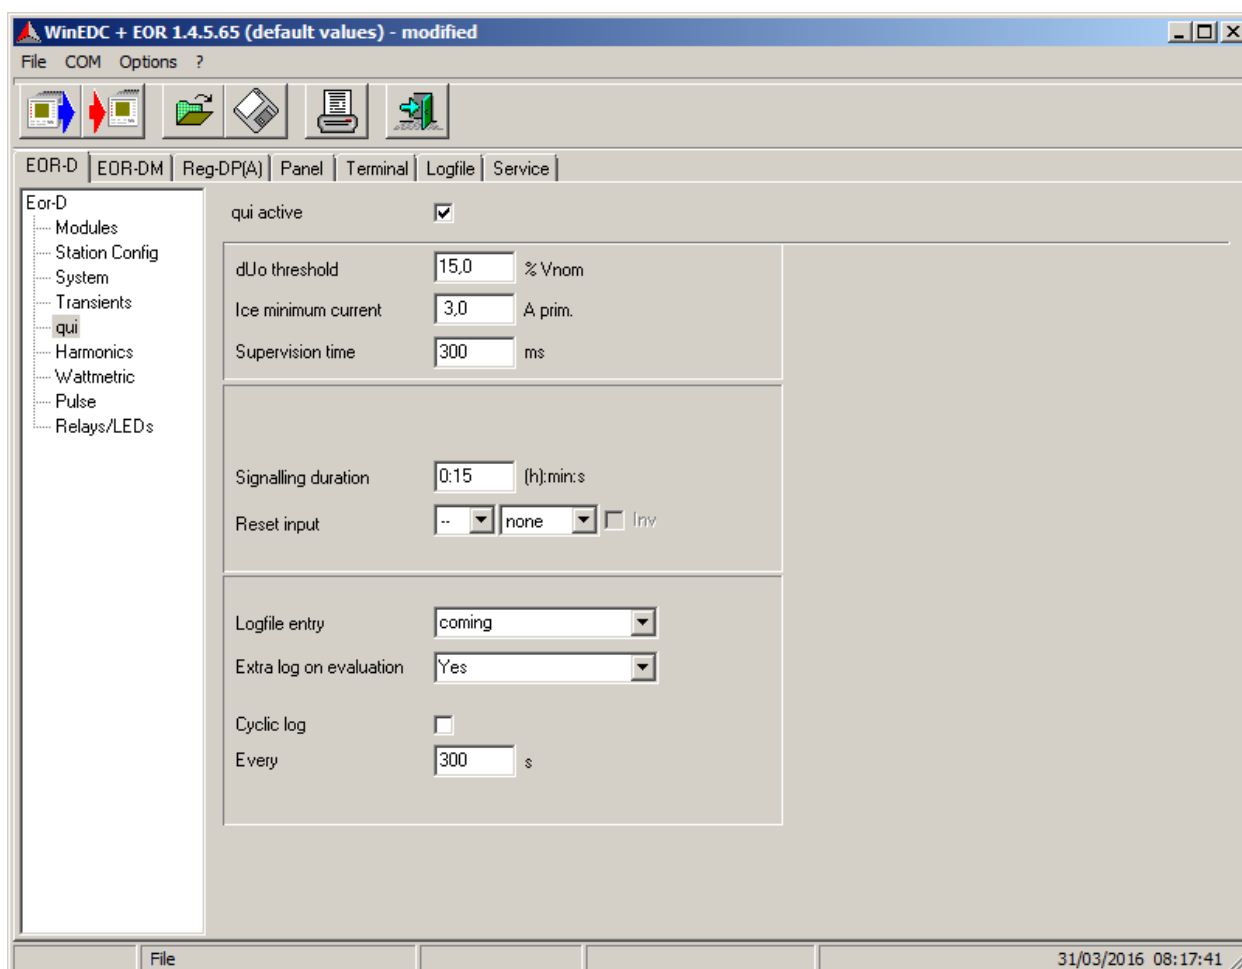 WinEDC + EOR 1.4.5.65 (default values) - modified
File COM Options ?
EOR-D EOR-DM Reg-DP(A) Panel Terminal Logfile Service
Eor-D
Modules
Station Config
System
Transients
qui
Harmonics
Wattmetric
Pulse
Relays/LEDs
qui active
dUo threshold 15,0 % Vnom
Ice minimum current 3,0 A prim.
Supervision time 300 ms
Signalling duration 0:15 (h):min:s
Reset input -- none Inv
Logfile entry coming
Extra log on evaluation Yes
Cyclic log
Every 300 s
File 31/03/2016 08:17:41